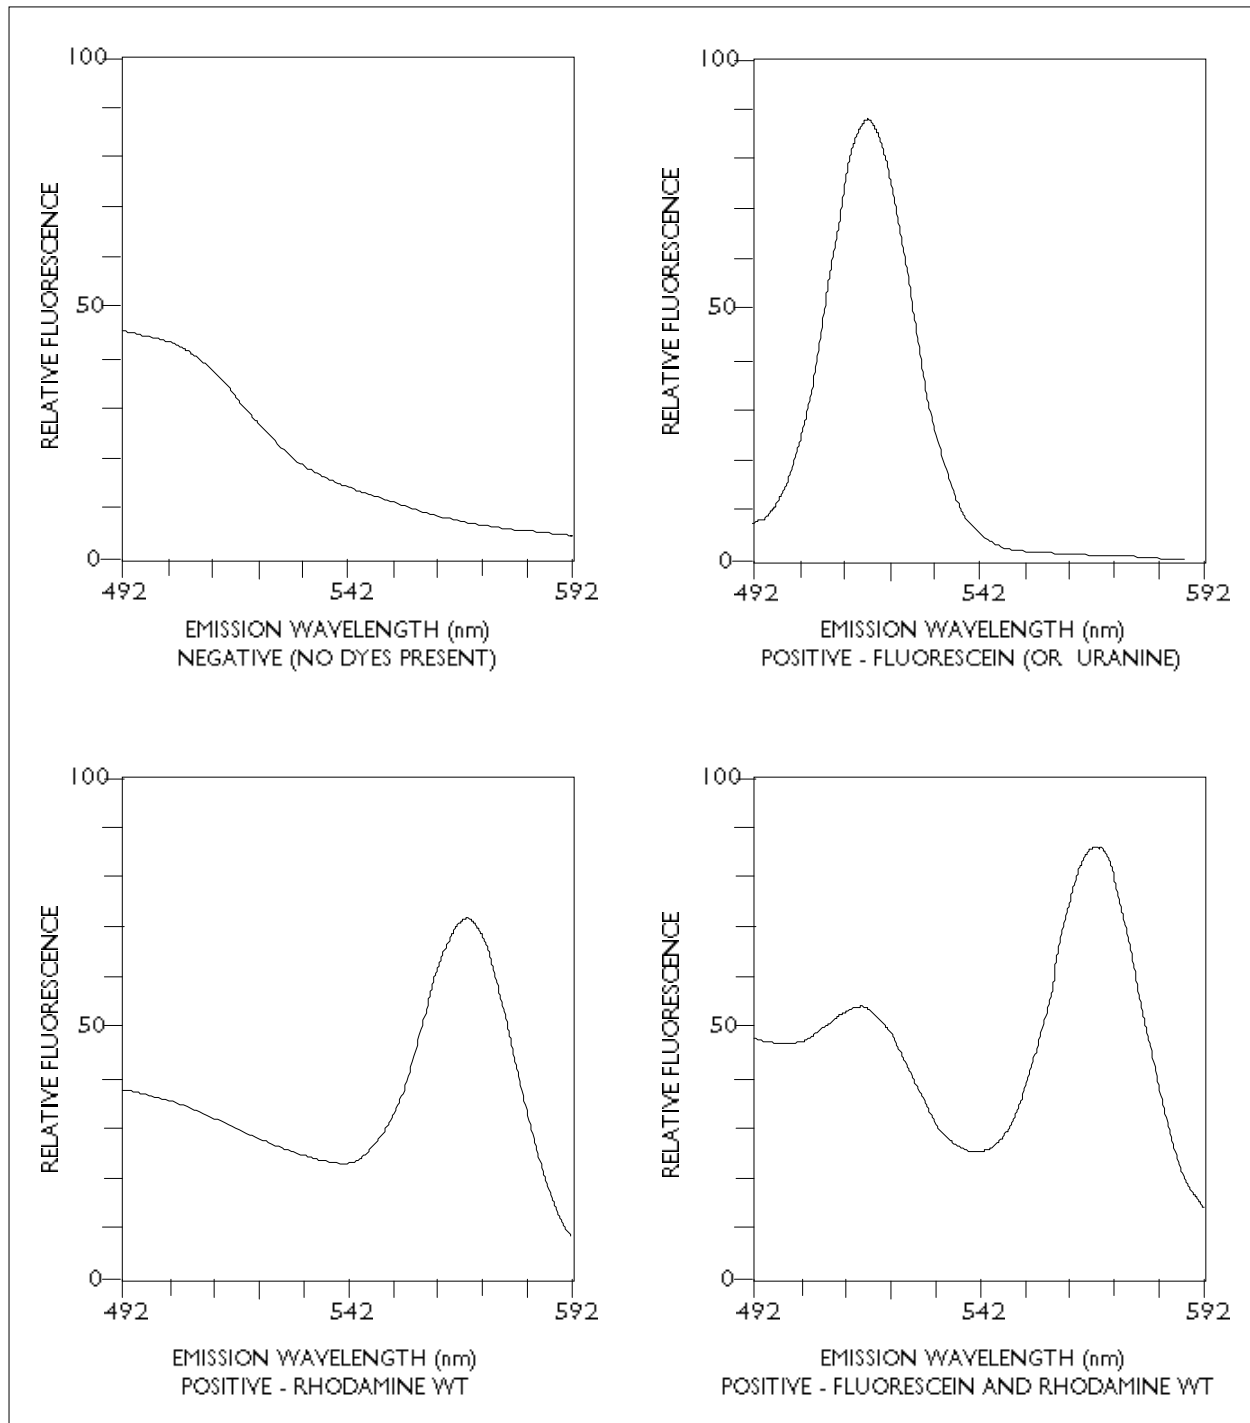 100
50
0
RELATIVE FLUORESCENCE
492 542 592
EMISSION WAVELENGTH (nm)
NEGATIVE (NO DYES PRESENT)
100
50
0
RELATIVE FLUORESCENCE
492 542 592
EMISSION WAVELENGTH (nm)
POSITIVE - FLUORESCEIN (OR URANINE)
100
50
0
RELATIVE FLUORESCENCE
492 542 592
EMISSION WAVELENGTH (nm)
POSITIVE - RHODAMINE WT
100
50
0
RELATIVE FLUORESCENCE
492 542 592
EMISSION WAVELENGTH (nm)
POSITIVE - FLUORESCEIN AND RHODAMINE WT